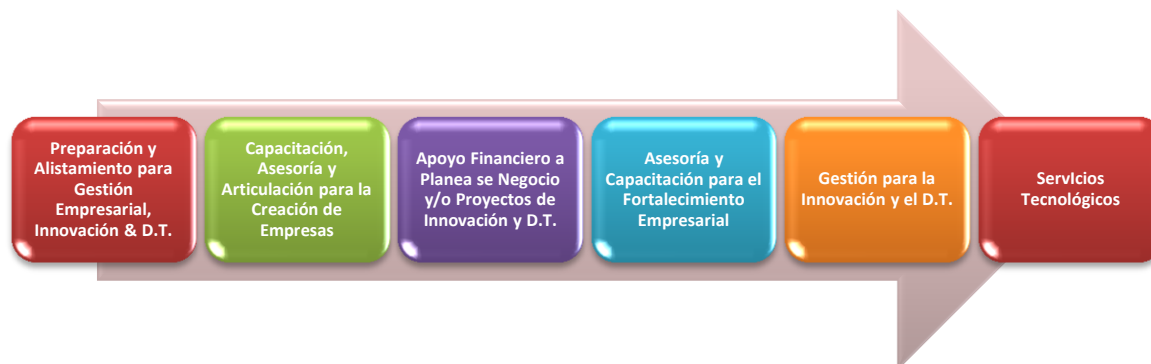 Preparación y
Alistamiento para
Gestión
Empresarial,
Innovación & D.T.
Capacitación,
Asesoría y
Articulación para la
Creación de
Empresas
Apoyo Financiero a
Planea se Negocio
y/o Proyectos de
Innovación y D.T.
Asesoría y
Capacitación para el
Fortalecimiento
Empresarial
Gestión para la
Innovación y el D.T.
ServIcios
Tecnológicos